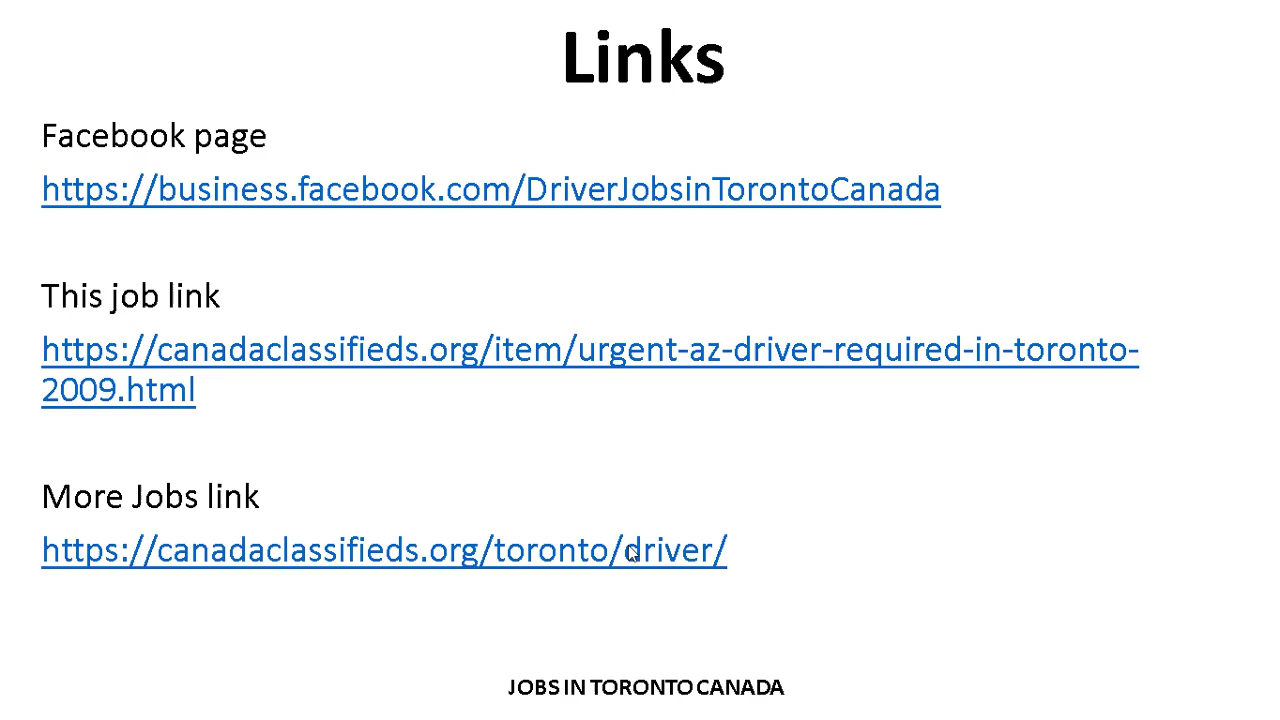 Links
Facebook page
https://business.facebook.com/DriverJobsinTorontoCanada
This job link
https://canadaclassifieds.org/item/urgent-az-driver-required-in-toronto-
2009.html
More Jobs link
https://canadaclassifieds.org/toronto/driver/
JOBS IN TORONTO CANADA